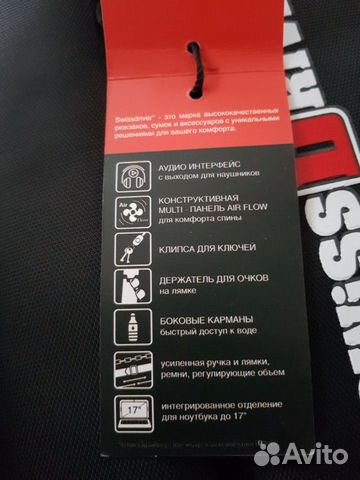 Swissdriver® - это марка высококачественных
рюкзаков, сумок и аксессуаров с уникальными
решениями для вашего комфорта.
АУДИО ИНТЕРФЕЙС
с выходом для наушников
Air
Flow
КОНСТРУКТИВНАЯ
MULTI - ПАНЕЛЬ AIR FLOW
для комфорта спины
КЛИПСА ДЛЯ КЛЮЧЕЙ
ДЕРЖАТЕЛЬ ДЛЯ ОЧКОВ
на лямке
БОКОВЫЕ КАРМАНЫ
быстрый доступ к воде
усиленная ручка и лямки,
ремни, регулирующие объем
17"
интегрированное отделение
для ноутбука до 17"
Avito